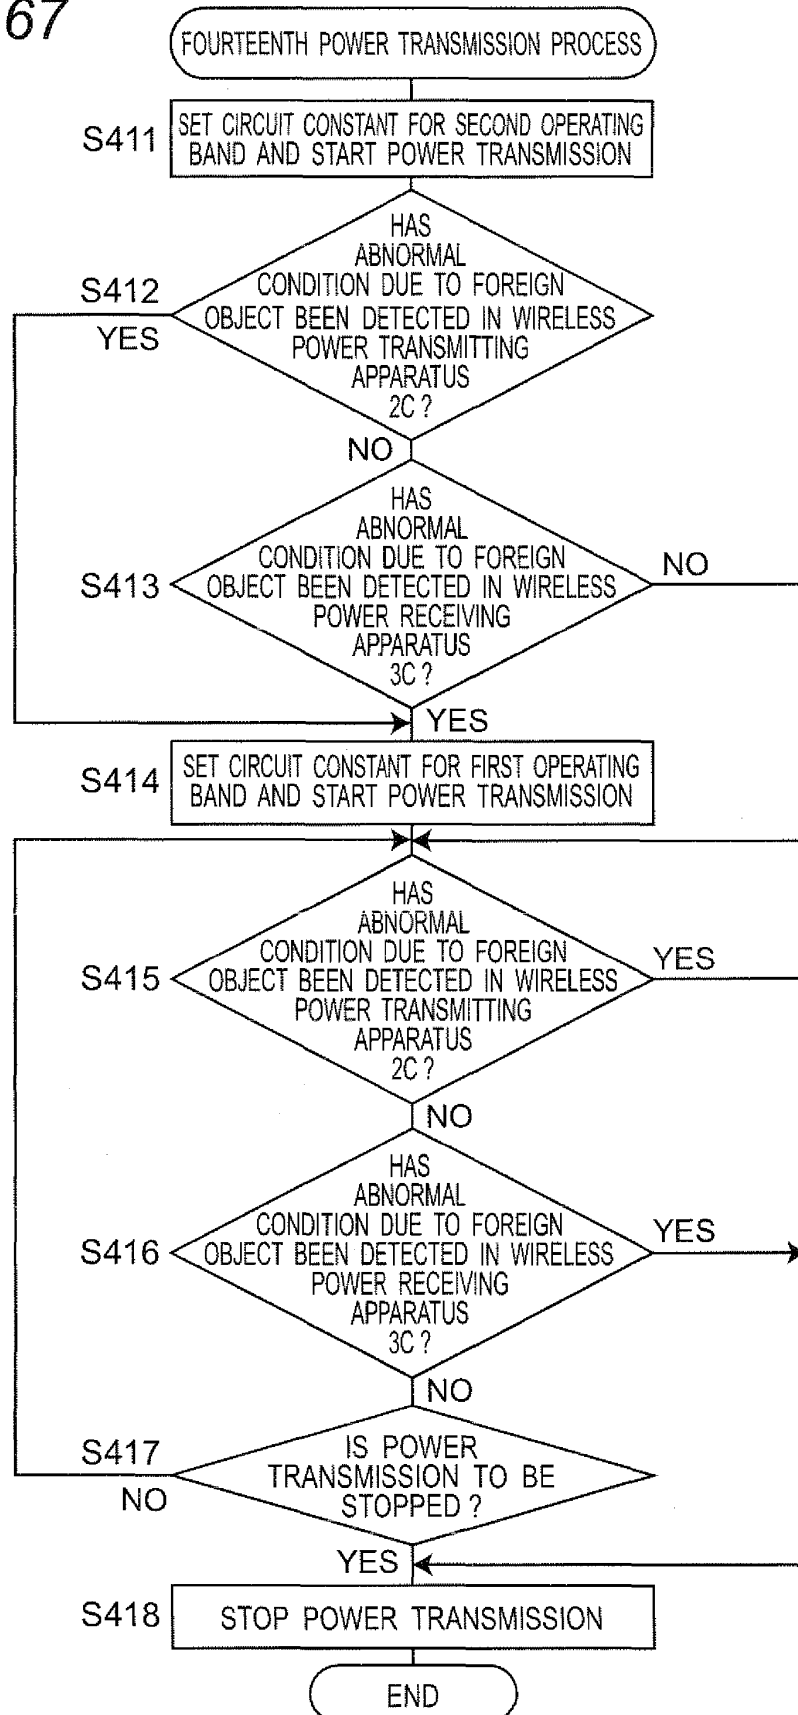 67
FOURTEENTH POWER TRANSMISSION PROCESS
S411
SET CIRCUIT CONSTANT FOR SECOND OPERATING
BAND AND START POWER TRANSMISSION
S412
YES
HAS
ABNORMAL
CONDITION DUE TO FOREIGN
OBJECT BEEN DETECTED IN WIRELESS
POWER TRANSMITTING
APPARATUS
2C ?
NO
S413
HAS
ABNORMAL
CONDITION DUE TO FOREIGN
OBJECT BEEN DETECTED IN WIRELESS
POWER RECEIVING
APPARATUS
3C ?
NO
YES
S414
SET CIRCUIT CONSTANT FOR FIRST OPERATING
BAND AND START POWER TRANSMISSION
S415
HAS
ABNORMAL
CONDITION DUE TO FOREIGN
OBJECT BEEN DETECTED IN WIRELESS
POWER TRANSMITTING
APPARATUS
2C ?
YES
NO
S416
HAS
ABNORMAL
CONDITION DUE TO FOREIGN
OBJECT BEEN DETECTED IN WIRELESS
POWER RECEIVING
APPARATUS
3C ?
YES
NO
S417
NO
IS POWER
TRANSMISSION TO BE
STOPPED ?
YES
S418
STOP POWER TRANSMISSION
END